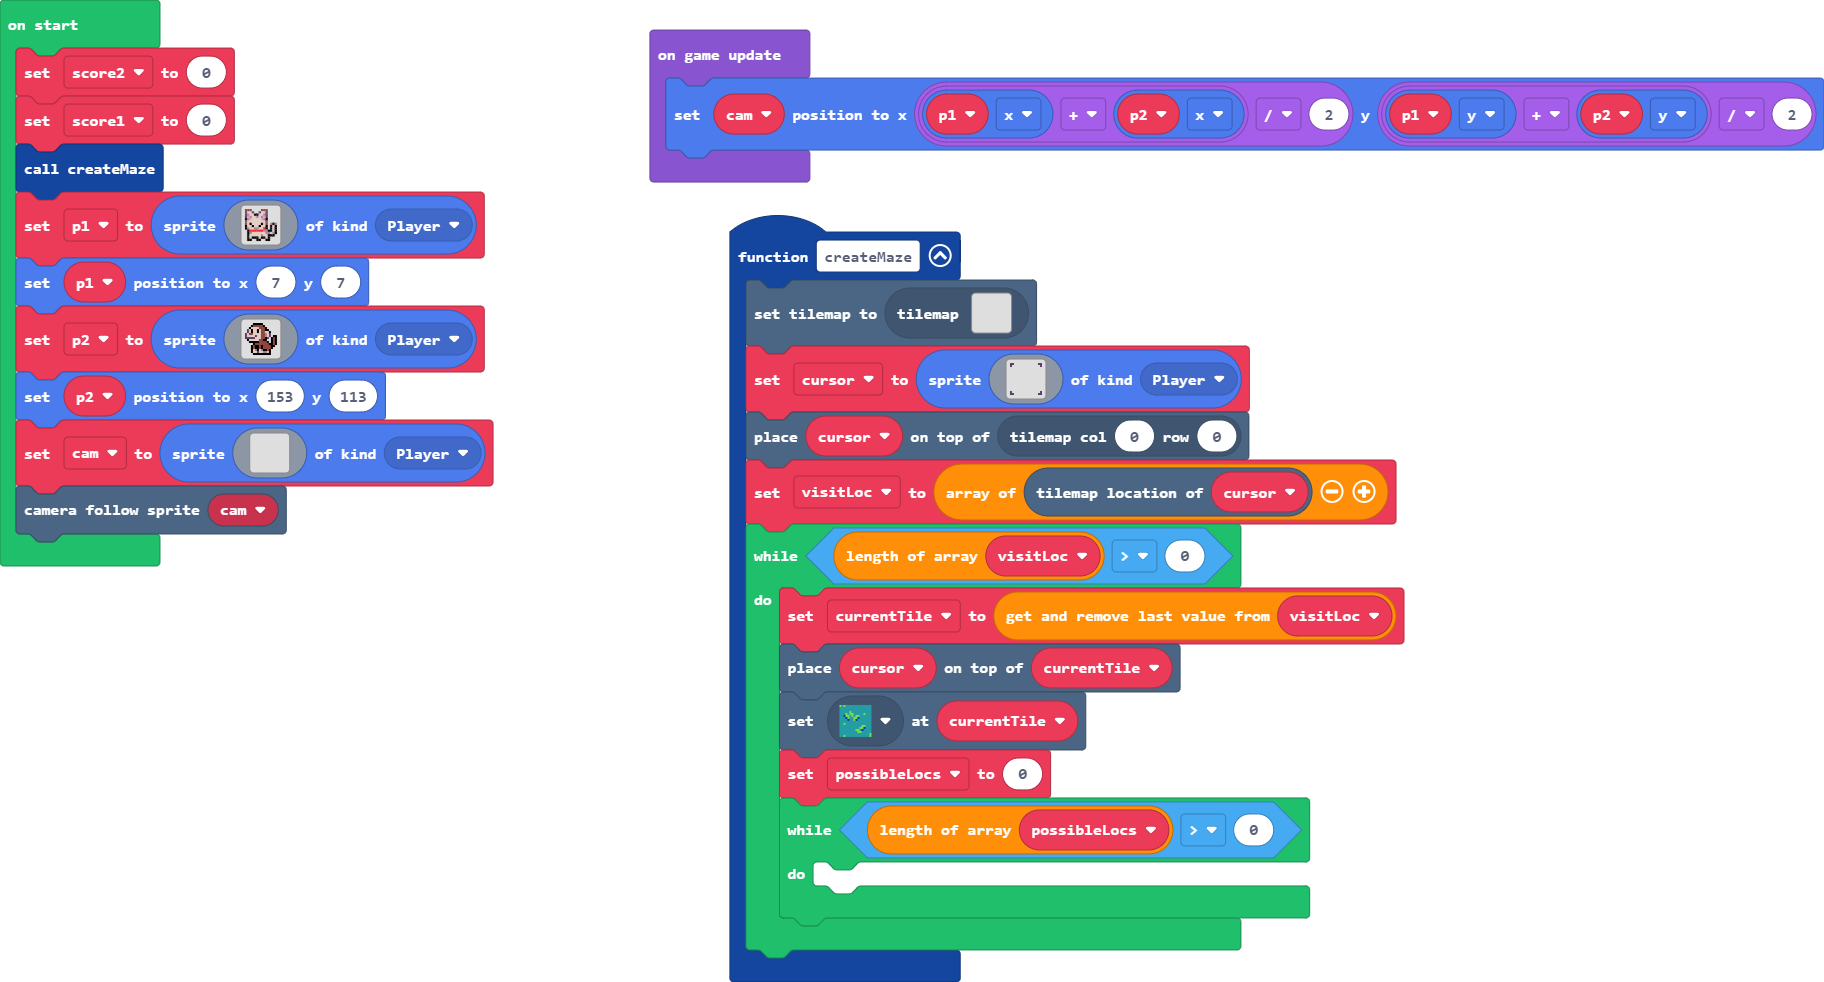 on start
set score2 to 0
set score1 to 0
call createMaze
set p1 to sprite of kind Player
set p1 position to x 7 y 7
set p2 to sprite of kind Player
set p2 position to x 153 y 113
set cam to sprite of kind Player
camera follow sprite cam
on game update
set cam position to x p1 x + p2 x / 2 y p1 y + p2 y / 2
function createMaze
set tilemap to tilemap
set cursor to sprite of kind Player
place cursor on top of tilemap col 0 row 0
set visitLoc to array of tilemap location of cursor
while length of array visitLoc > 0
do
set currentTile to get and remove last value from visitLoc
place cursor on top of currentTile
set at currentTile
set possibleLocs to 0
while length of array possibleLocs > 0
do